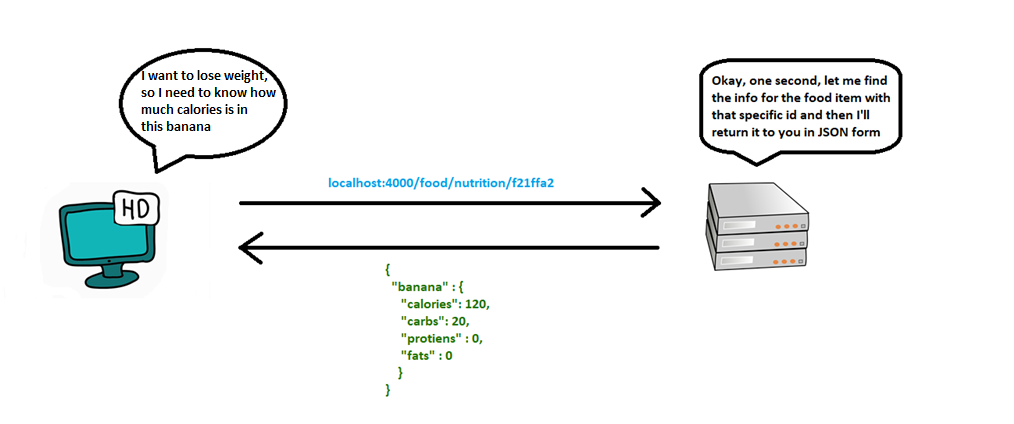 I want to lose weight,
so I need to know how
much calories is in
this banana
Okay, one second, let me find
the info for the food item with
that specific id and then I'll
return it to you in JSON form
HD
localhost:4000/food/nutrition/f21ffa2
{
"banana" : {
"calories": 120,
"carbs": 20,
"protiens" : 0,
"fats" : 0
}
}